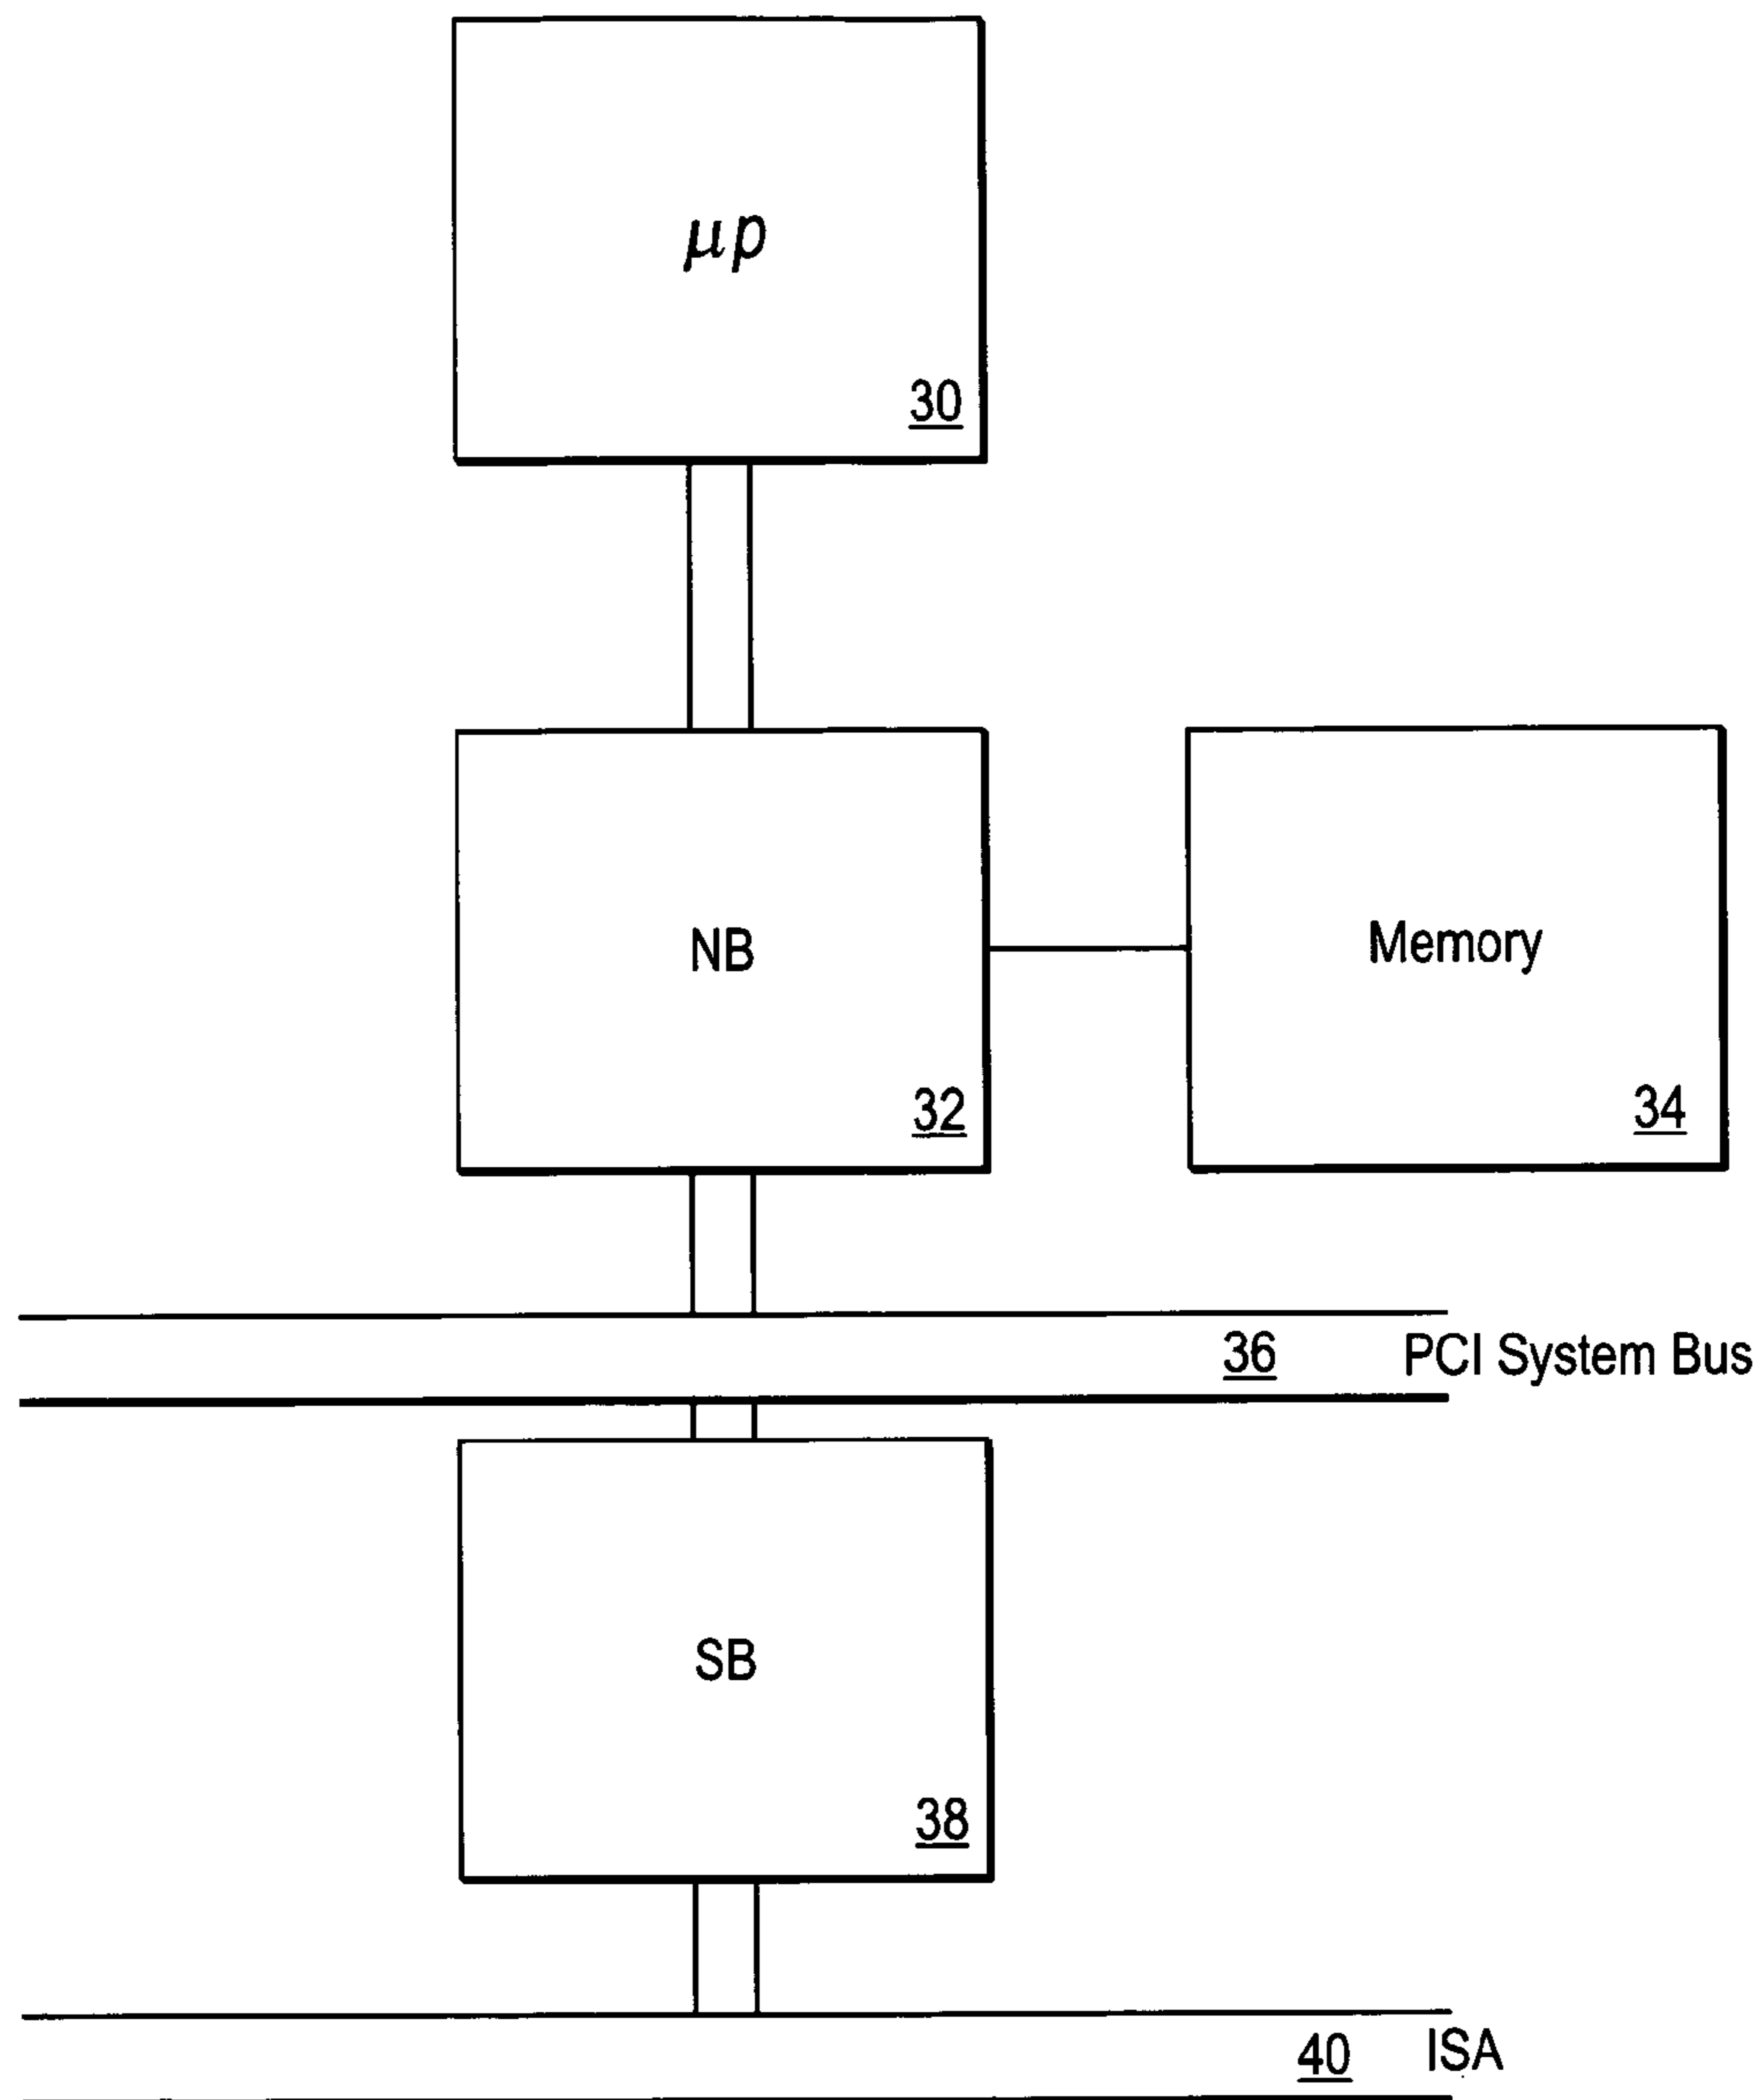 μp
30
NB
Memory
32
34
36 PCI System Bus
SB
38
40 ISA